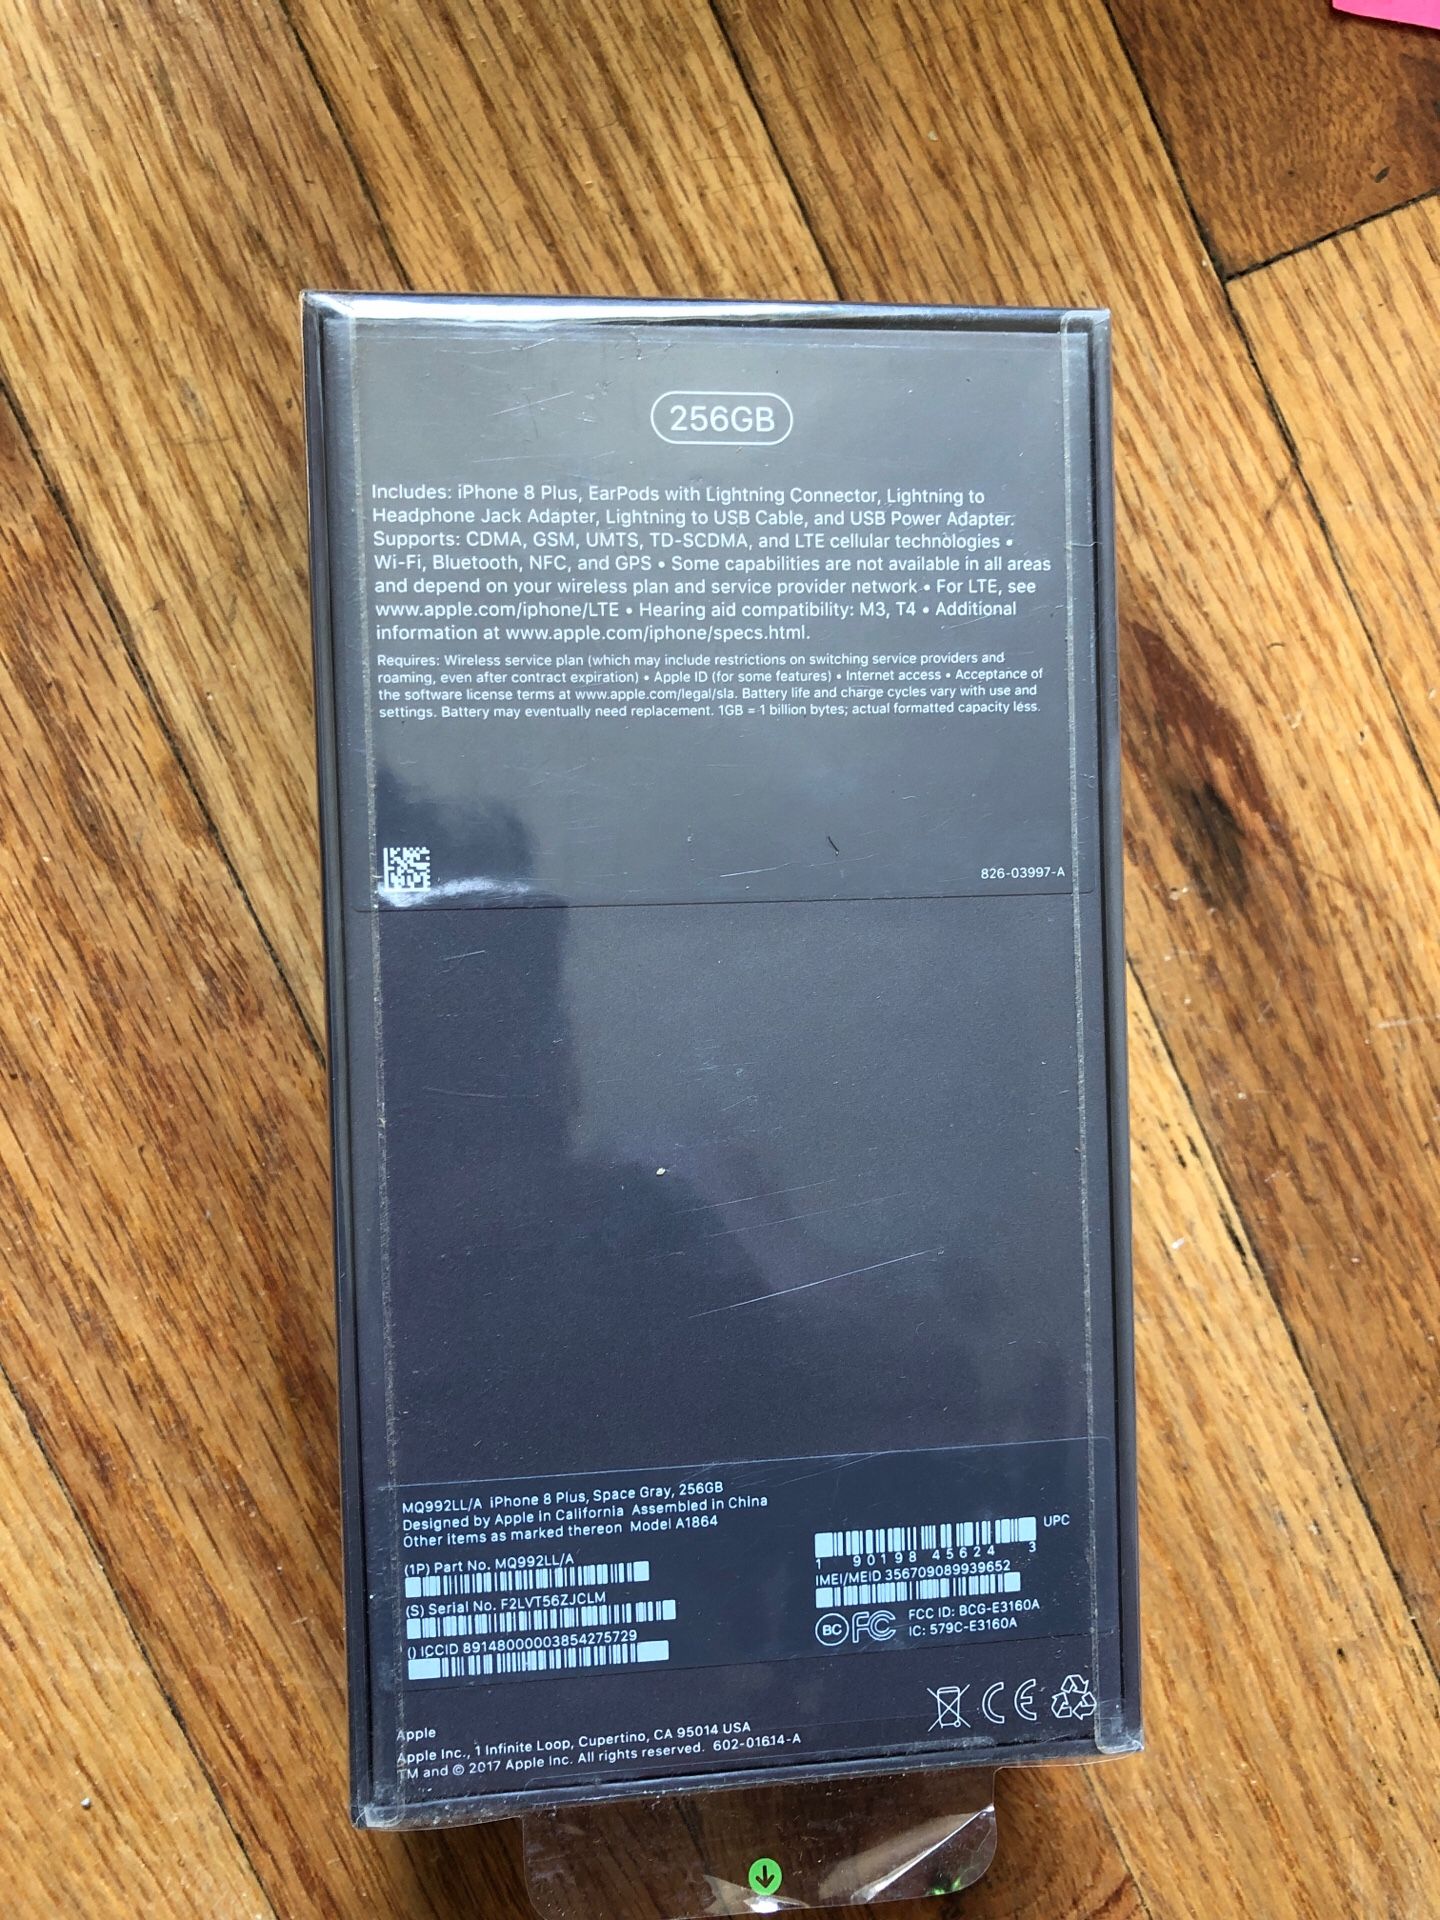 256GB
Includes: iPhone 8 Plus, EarPods with Lightning Connector, Lightning to
Headphone Jack Adapter, Lightning to USB Cable, and USB Power Adapter.
Supports: CDMA, GSM, UMTS, TD-SCDMA, and LTE cellular technologies •
Wi-Fi, Bluetooth, NFC, and GPS • Some capabilities are not available in all areas
and depend on your wireless plan and service provider network • For LTE, see
www.apple.com/iphone/LTE • Hearing aid compatibility: M3, T4 • Additional
information at www.apple.com/iphone/specs.html.
Requires: Wireless service plan (which may include restrictions on switching service providers and
roaming, even after contract expiration) • Apple ID (for some features) • Internet access • Acceptance of
the software license terms at www.apple.com/legal/sla. Battery life and charge cycles vary with use and
settings. Battery may eventually need replacement. 1GB = 1 billion bytes; actual formatted capacity less.
826-03997-A
MQ992LL/A iPhone 8 Plus, Space Gray, 256GB
Designed by Apple in California Assembled in China
Other items as marked thereon Model A1864
(1P) Part No. MQ992LL/A
(S) Serial No. F2LVT56ZJCLM
() ICCID 89148000003854275729
UPC
1 90198 45624 3
IMEI/MEID 356709089939652
BC FC FCC ID: BCG-E3160A
IC: 579C-E3160A
CE
Apple
Apple Inc., 1 Infinite Loop, Cupertino, CA 95014 USA
TM and © 2017 Apple Inc. All rights reserved. 602-01614-A